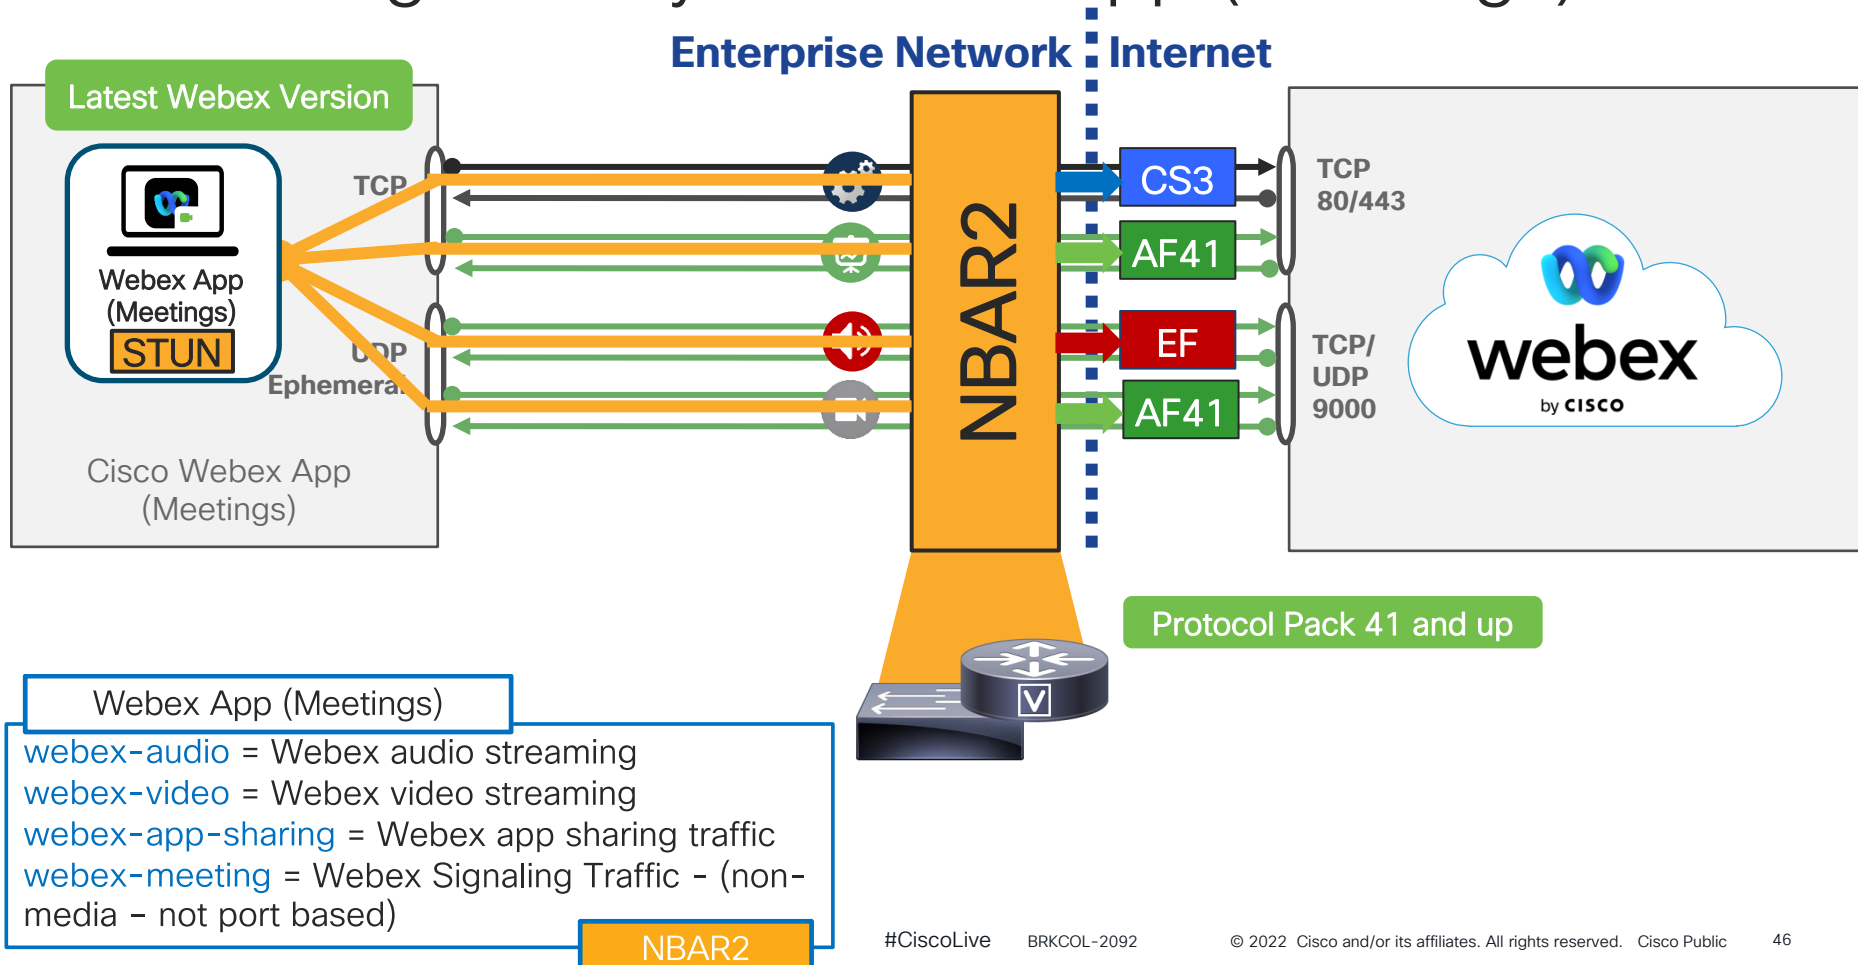 Enterprise Network
Internet
Latest Webex Version
Webex App
(Meetings)
STUN
TCP
UDP
Ephemeral
Cisco Webex App
(Meetings)
NBAR2
CS3
AF41
EF
AF41
TCP
80/443
TCP/
UDP
9000
webex
by CISCO
Protocol Pack 41 and up
V
Webex App (Meetings)
webex-audio = Webex audio streaming
webex-video = Webex video streaming
webex-app-sharing = Webex app sharing traffic
webex-meeting = Webex Signaling Traffic - (non-
media - not port based)
NBAR2
#CiscoLive BRKCOL-2092 © 2022 Cisco and/or its affiliates. All rights reserved. Cisco Public 46